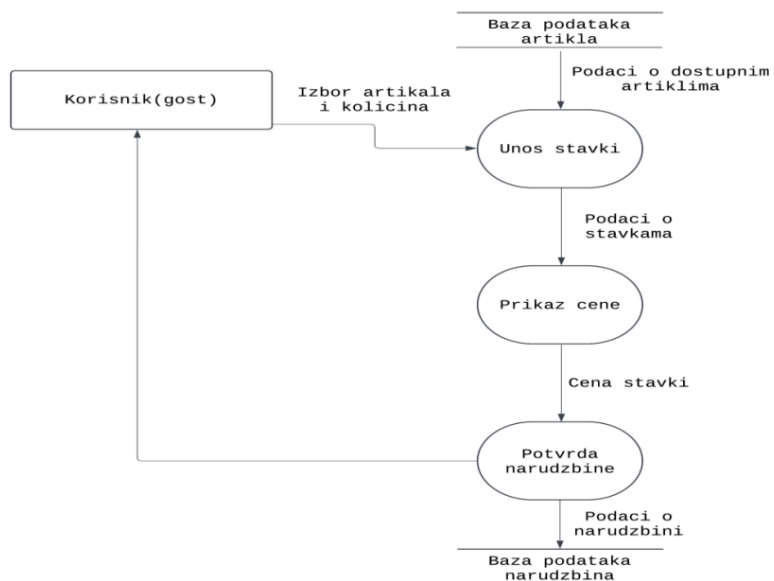 Baza podataka
artikla
Podaci o dostupnim
artiklima
Korisnik(gost)
Izbor artikala
i kolicina
Unos stavki
Podaci o
stavkama
Prikaz cene
Cena stavki
Potvrda
narudzbine
Podaci o
narudzbini
Baza podataka
narudzbina